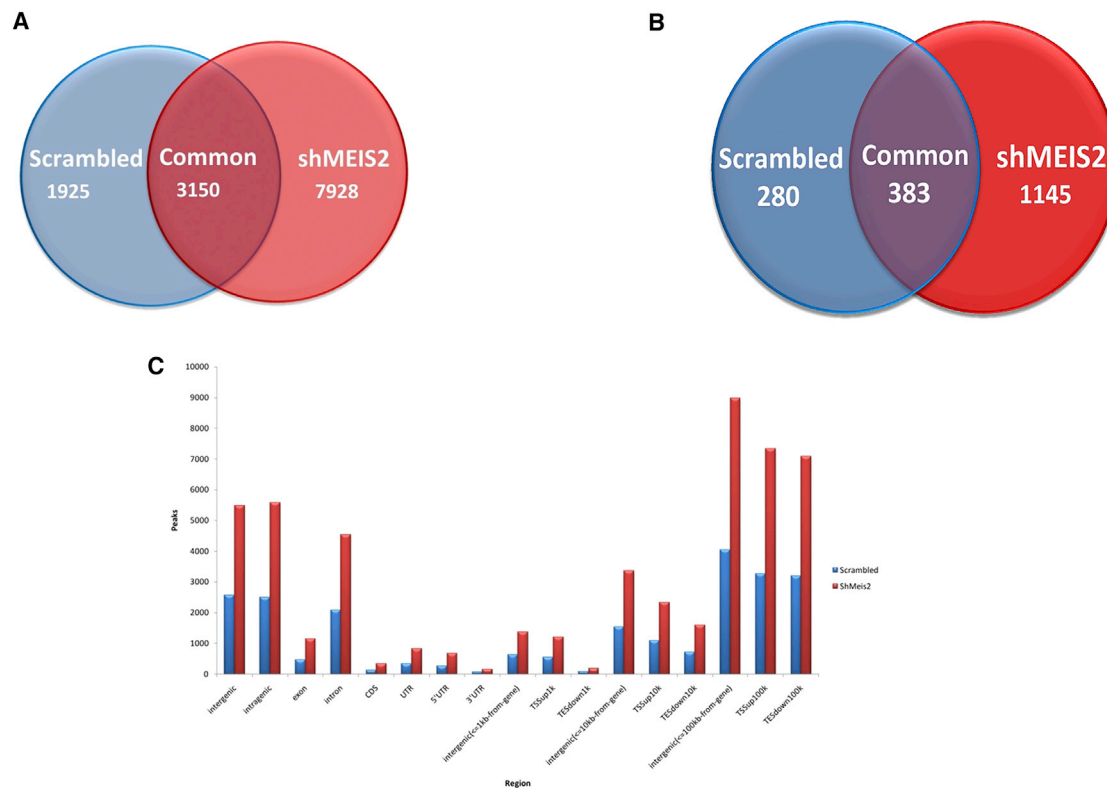 A
B
Scrambled
1925
Common
3150
shMEIS2
7928
Scrambled
280
Common
383
shMEIS2
1145
C
10000
9000
8000
7000
6000
5000
4000
3000
2000
1000
0
Peaks
Scrambled
ShMeis2
intergenic
intragenic
exon
intron
CDS
UTR
5'UTR
3'UTR
intergenic(<=1kb-from-gene)
TSSup1k
TESdown1k
intergenic(<=10kb-from-gene)
TSSup10k
TESdown10k
intergenic(<=100kb-from-gene)
TSSup100k
TESdown100k
Region